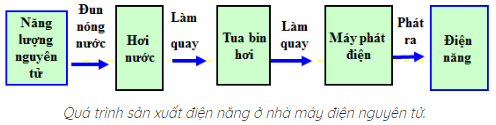 Năng
lượng
nguyên
tử
Đun
nóng
nước
Hơi
nước
Làm
quay
Tua bin
hơi
Làm
quay
Máy phát
điện
Phát
ra
Điện
năng
Quá trình sản xuất điện năng ở nhà máy điện nguyên tử.